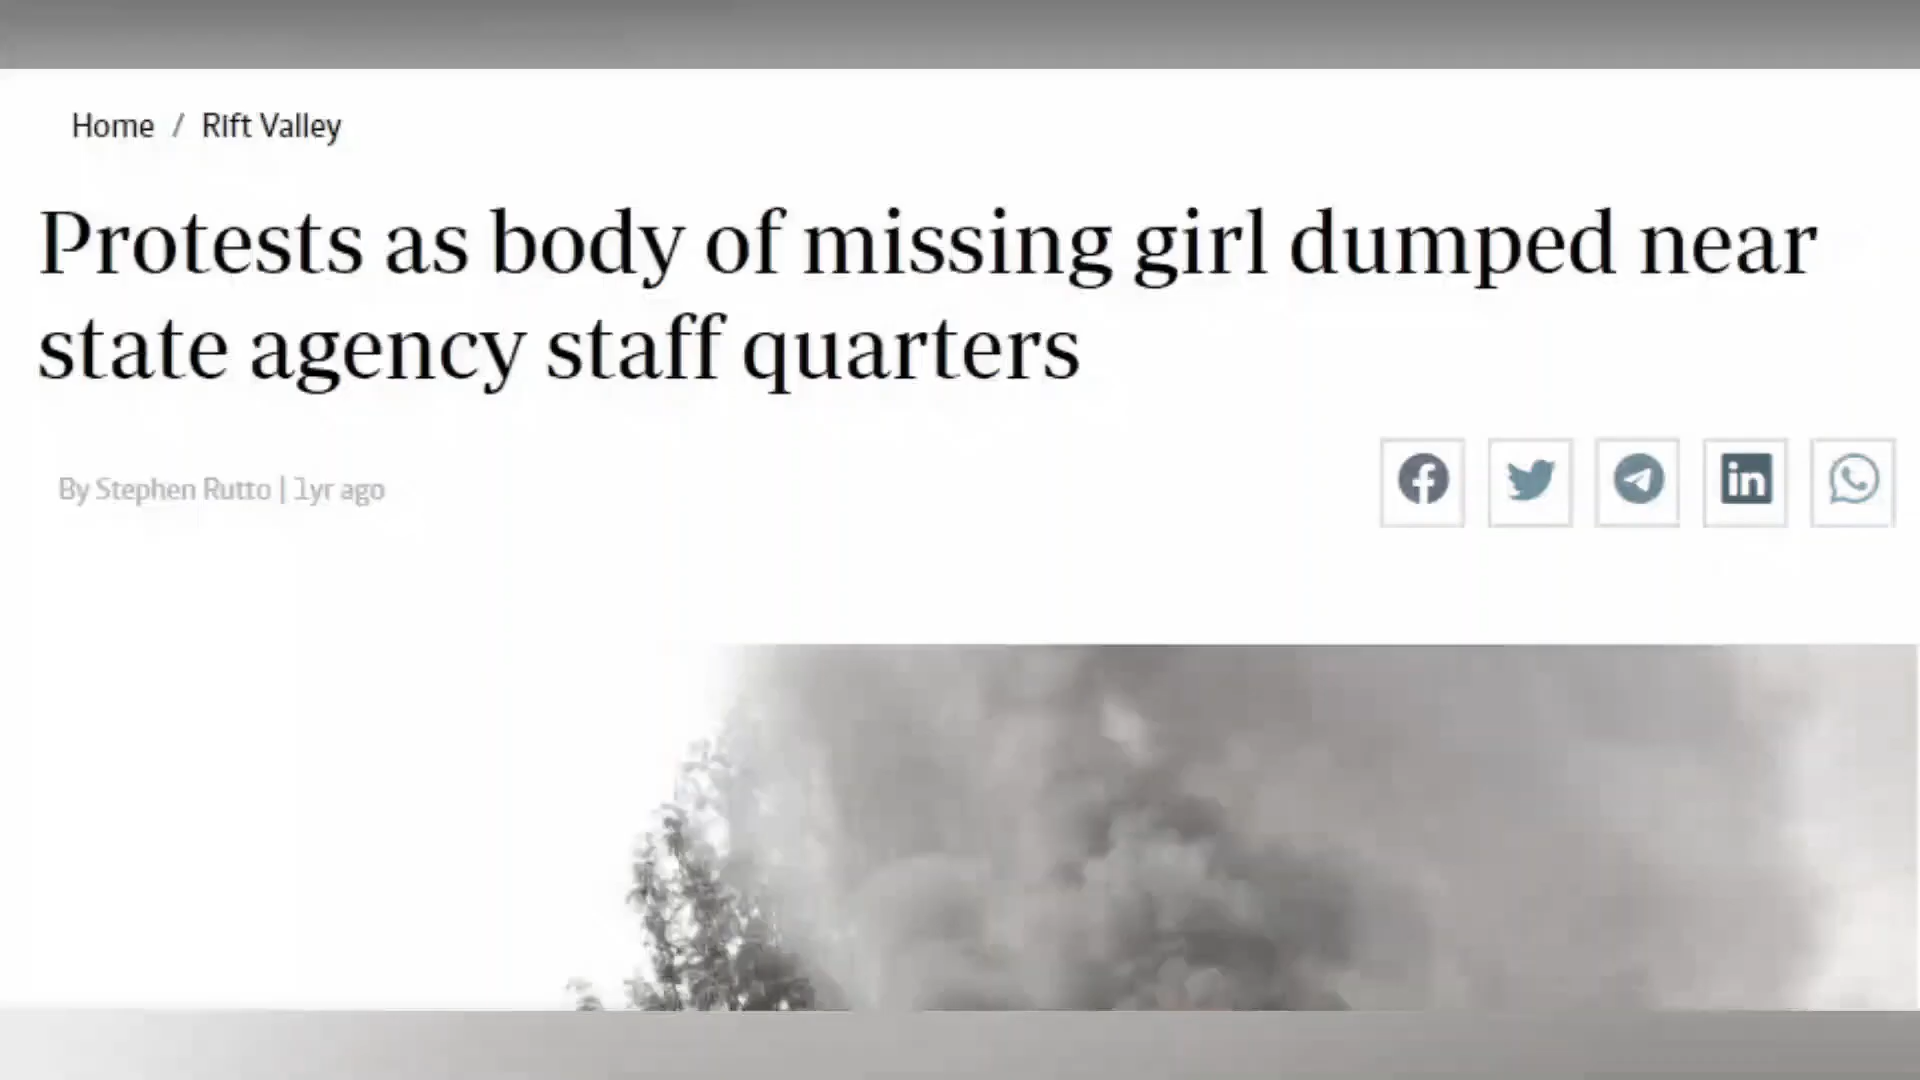 Home / Rift Valley
Protests as body of missing girl dumped near
state agency staff quarters
By Stephen Rutto | 1yr ago